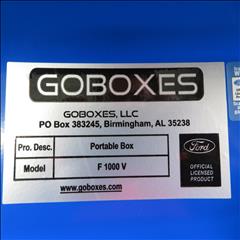 GOBOXES
GOBOXES, LLC
PO Box 383245, Birmingham, AL 35238
Pro. Desc. Portable Box
Model F 1000 V
Ford
OFFICIAL
LICENSED
PRODUCT
www.goboxes.com